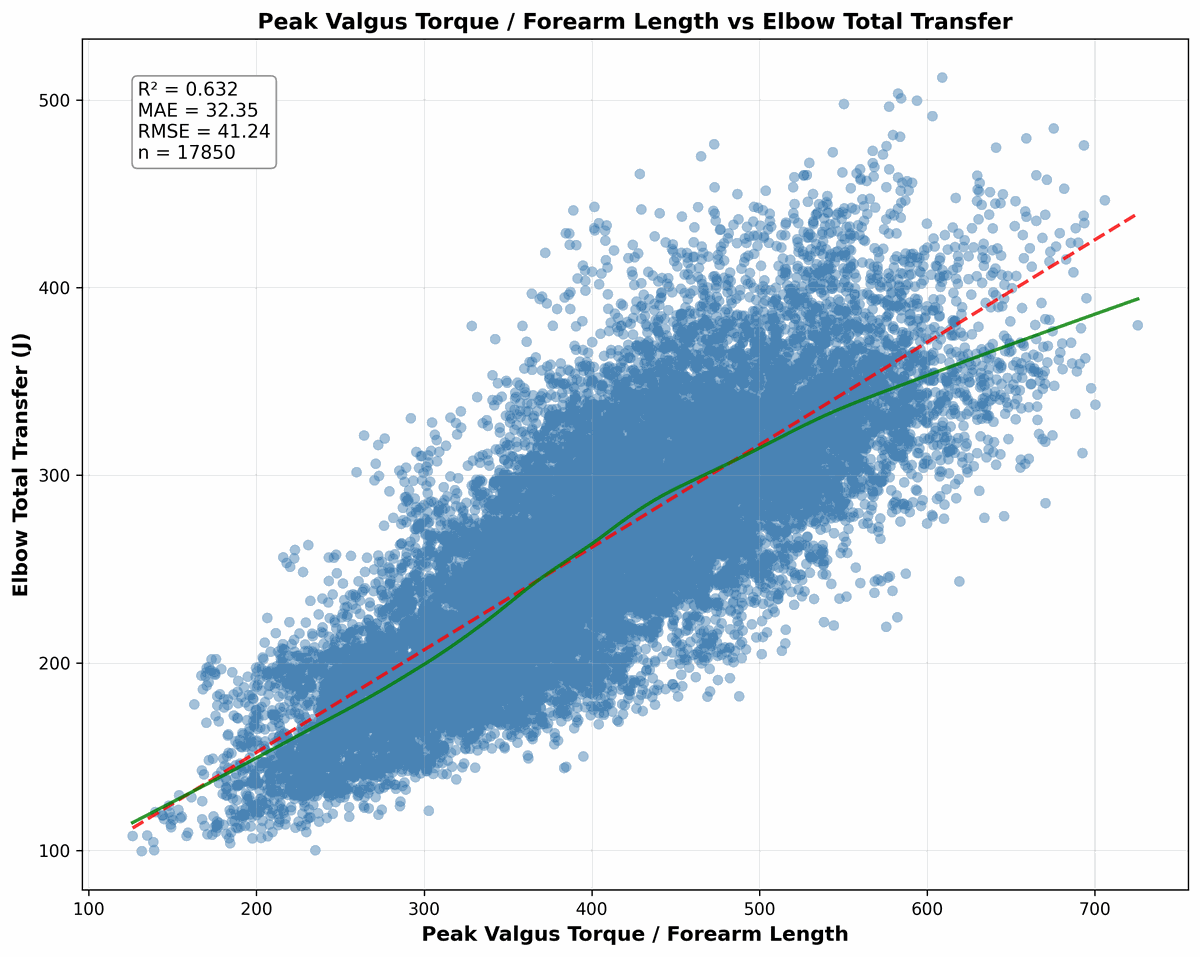 Peak Valgus Torque / Forearm Length vs Elbow Total Transfer
R² = 0.632
MAE = 32.35
RMSE = 41.24
n = 17850
Elbow Total Transfer (J)
500
400
300
200
100
100 200 300 400 500 600 700
Peak Valgus Torque / Forearm Length